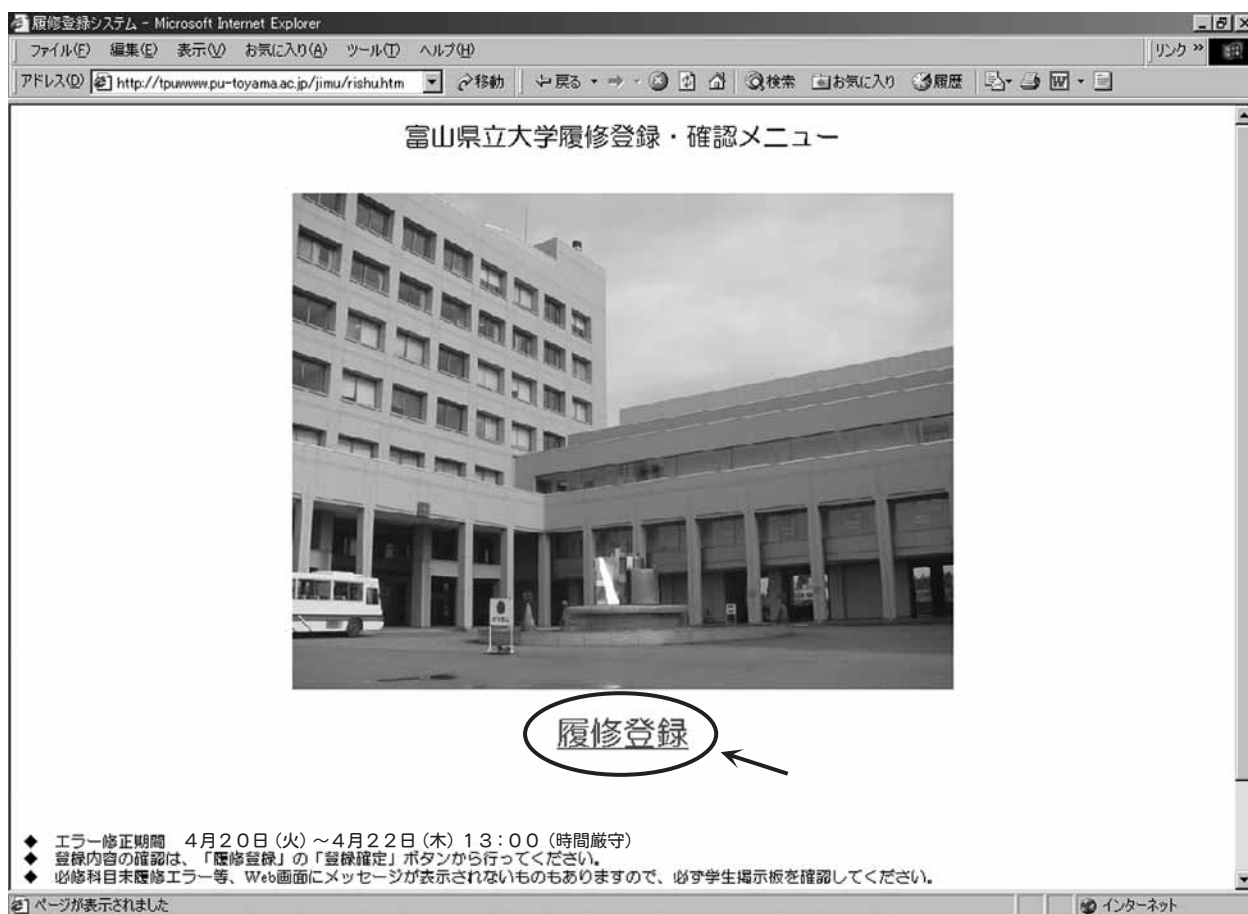 履修登録システム - Microsoft Internet Explorer
ファイル(F) 編集(E) 表示(V) お気に入り(A) ツール(T) ヘルプ(H)
リンク »
アドレス(D) http://tpuwww.pu-toyama.ac.jp/jimu/rishu.htm 移動 戻る 検索 お気に入り 履歴
富山県立大学履修登録・確認メニュー
履修登録
◆ エラー修正期間 4月20日(火)～4月22日(木)13:00(時間厳守)
◆ 登録内容の確認は、「履修登録」の「登録確定」ボタンから行ってください。
◆ 必修科目未履修エラー等、Web画面にメッセージが表示されないものもありますので、必ず学生掲示板を確認してください。
ページが表示されました
インターネット